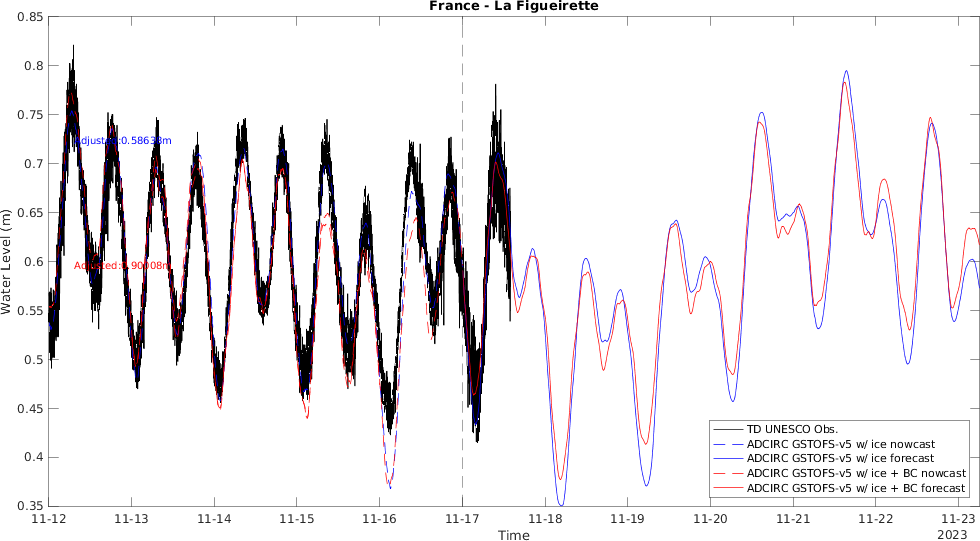 France - La Figueirette
0.85
0.8
0.75
0.7
0.65
0.6
0.55
0.5
0.45
0.4
0.35
Water Level (m)
Adjusted:0.58633m
TD UNESCO Obs.
ADCIRC GSTOFS-v5 w/ ice nowcast
ADCIRC GSTOFS-v5 w/ ice forecast
ADCIRC GSTOFS-v5 w/ ice + BC nowcast
ADCIRC GSTOFS-v5 w/ ice + BC forecast
11-12
11-13
11-14
11-15
11-16
11-17
11-18
11-19
11-20
11-21
11-22
11-23
Time
2023